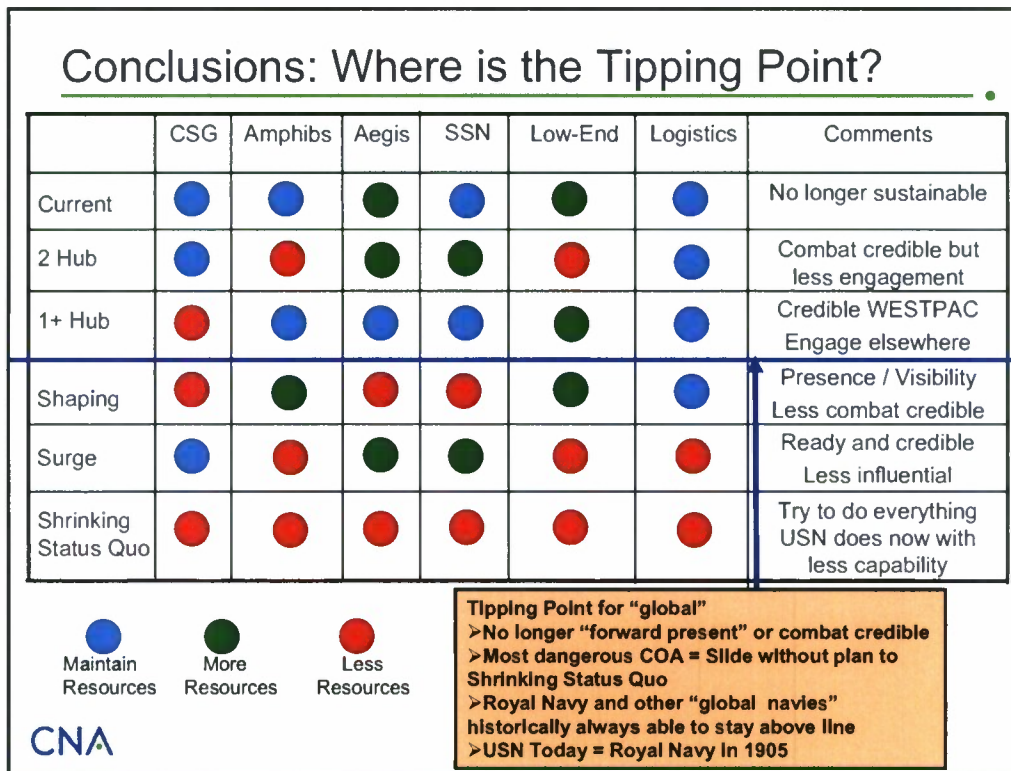 Conclusions: Where is the Tipping Point?
CSG Amphibs Aegis SSN Low-End Logistics Comments
Current No longer sustainable
2 Hub Combat credible but
less engagement
1+ Hub Credible WESTPAC
Engage elsewhere
Shaping Presence / Visibility
Less combat credible
Surge Ready and credible
Less influential
Shrinking
Status Quo
Try to do everything
USN does now with
less capability
Maintain
Resources
More
Resources
Less
Resources
Tipping Point for “global”
➢No longer “forward present” or combat credible
➢Most dangerous COA = Slide without plan to
Shrinking Status Quo
➢Royal Navy and other “global navies”
historically always able to stay above line
➢USN Today = Royal Navy in 1905
CNA